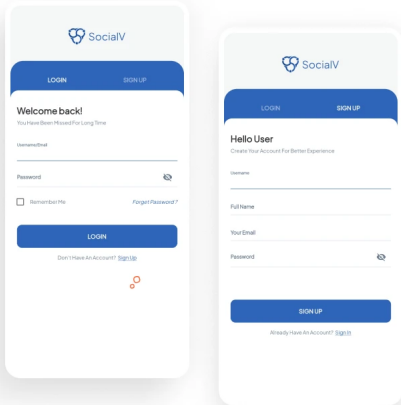 SocialV
LOGIN
SIGN UP
Welcome back!
You Have Been Missed For Long Time
Username/Email
Password
Remember Me
Forget Password?
LOGIN
Don't Have An Account? Sign Up
SocialV
LOGIN
SIGN UP
Hello User
Create Your Account For Better Experience
Username
Full Name
Your Email
Password
SIGN UP
Already Have An Account? Sign In